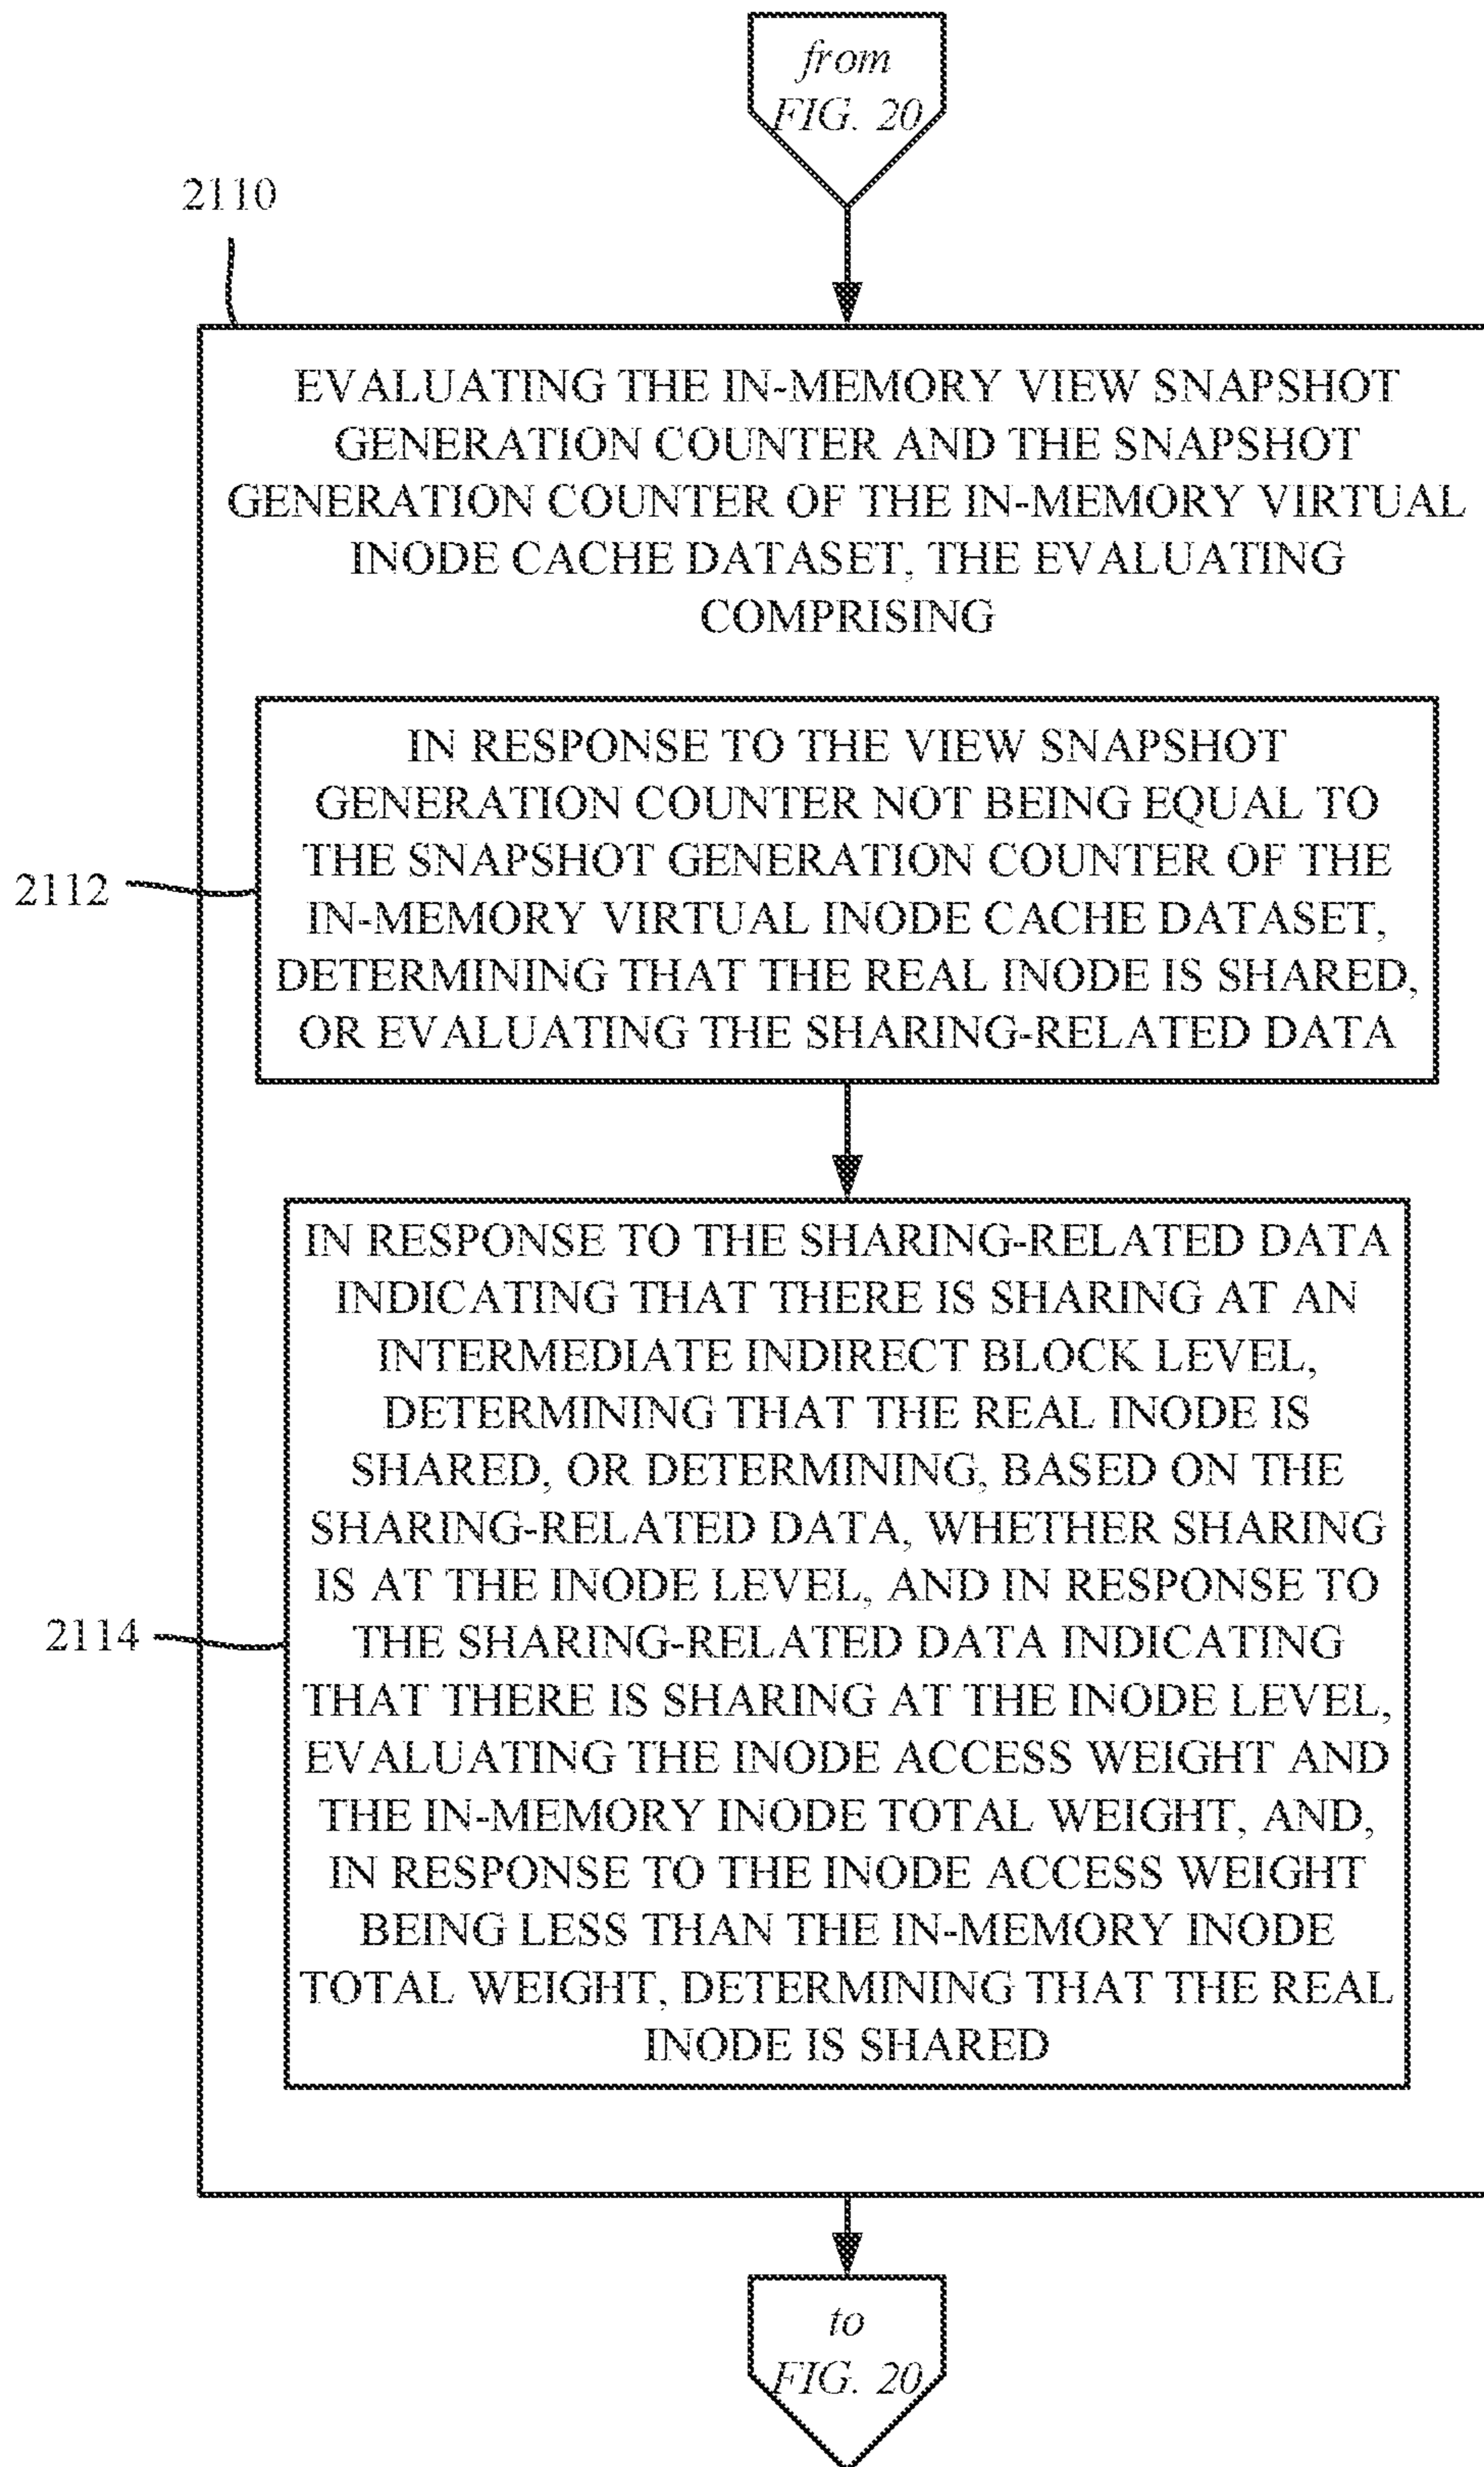 from
FIG. 20
2110
EVALUATING THE IN-MEMORY VIEW SNAPSHOT
GENERATION COUNTER AND THE SNAPSHOT
GENERATION COUNTER OF THE IN-MEMORY VIRTUAL
INODE CACHE DATASET, THE EVALUATING
COMPRISING
2112
IN RESPONSE TO THE VIEW SNAPSHOT
GENERATION COUNTER NOT BEING EQUAL TO
THE SNAPSHOT GENERATION COUNTER OF THE
IN-MEMORY VIRTUAL INODE CACHE DATASET,
DETERMINING THAT THE REAL INODE IS SHARED,
OR EVALUATING THE SHARING-RELATED DATA
2114
IN RESPONSE TO THE SHARING-RELATED DATA
INDICATING THAT THERE IS SHARING AT AN
INTERMEDIATE INDIRECT BLOCK LEVEL,
DETERMINING THAT THE REAL INODE IS
SHARED, OR DETERMINING, BASED ON THE
SHARING-RELATED DATA, WHETHER SHARING
IS AT THE INODE LEVEL, AND IN RESPONSE TO
THE SHARING-RELATED DATA INDICATING
THAT THERE IS SHARING AT THE INODE LEVEL,
EVALUATING THE INODE ACCESS WEIGHT AND
THE IN-MEMORY INODE TOTAL WEIGHT, AND,
IN RESPONSE TO THE INODE ACCESS WEIGHT
BEING LESS THAN THE IN-MEMORY INODE
TOTAL WEIGHT, DETERMINING THAT THE REAL
INODE IS SHARED
to
FIG. 20